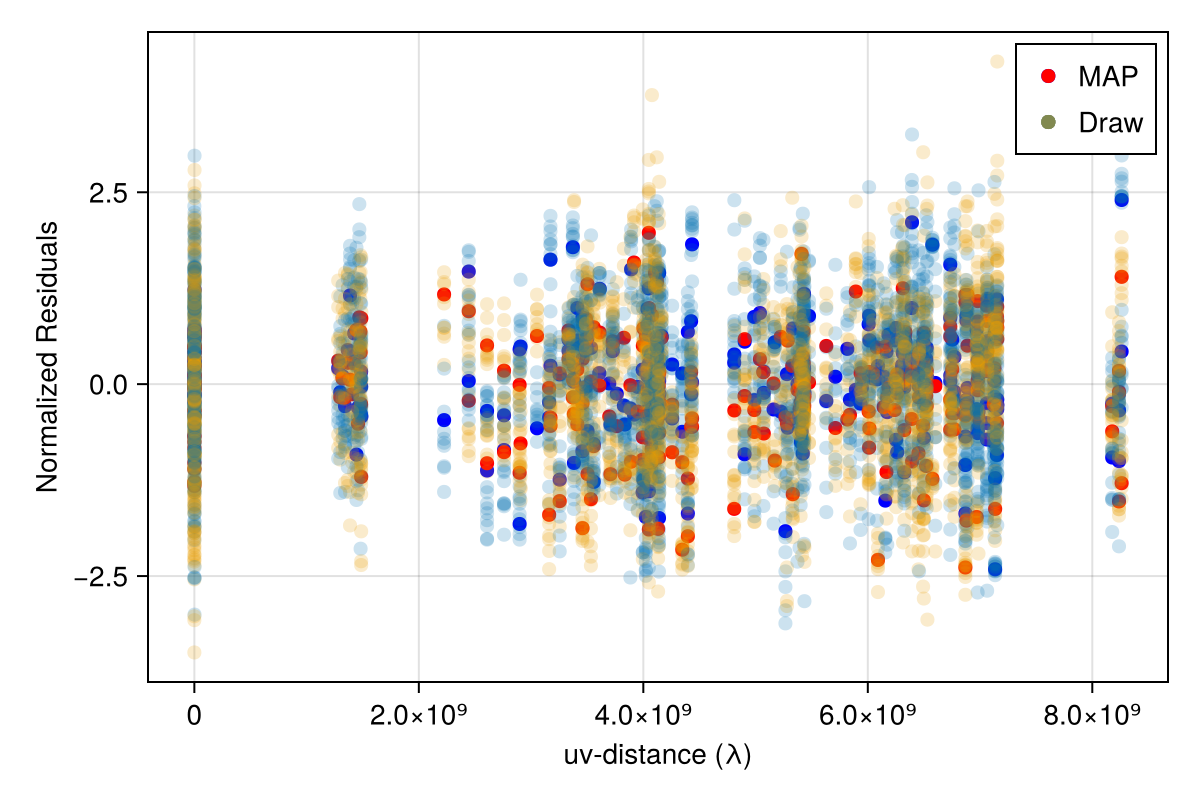 MAP
Draw
2.5
0.0
−2.5
Normalized Residuals
0
2.0×10⁹
4.0×10⁹
6.0×10⁹
8.0×10⁹
uv-distance (λ)